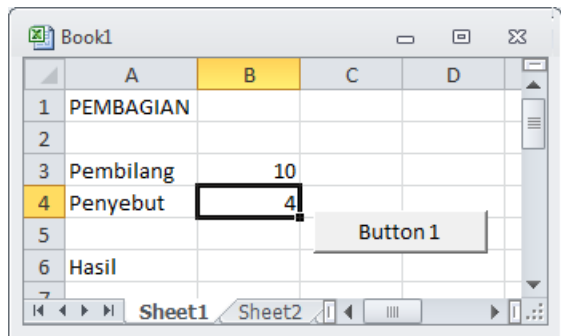 Book1
A B C D
1 PEMBAGIAN
2
3 Pembilang 10
4 Penyebut 4
5 Button 1
6 Hasil
7
Sheet1 Sheet2